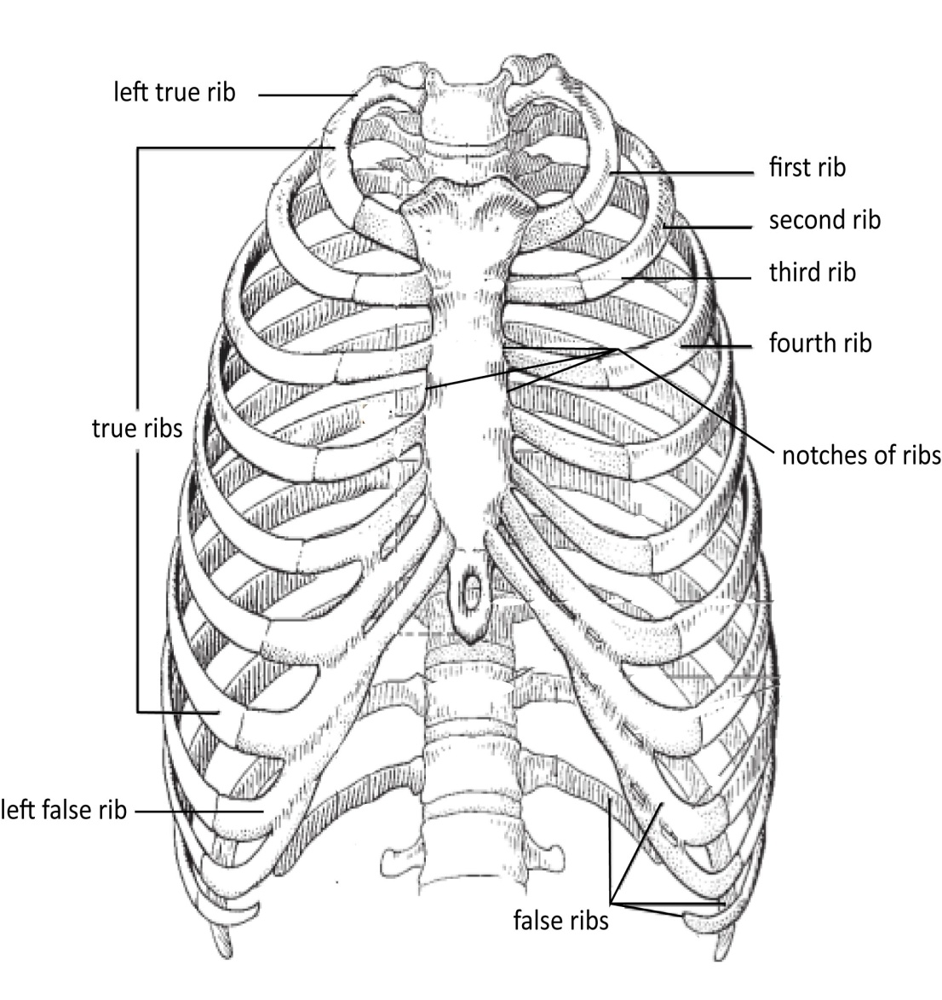 left true rib
first rib
second rib
third rib
fourth rib
true ribs
notches of ribs
left false rib
false ribs